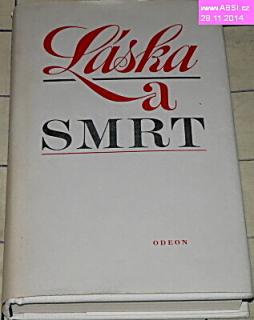 www.ABSI.cz
28.11.2014
Láska
a
SMRT
ODEON